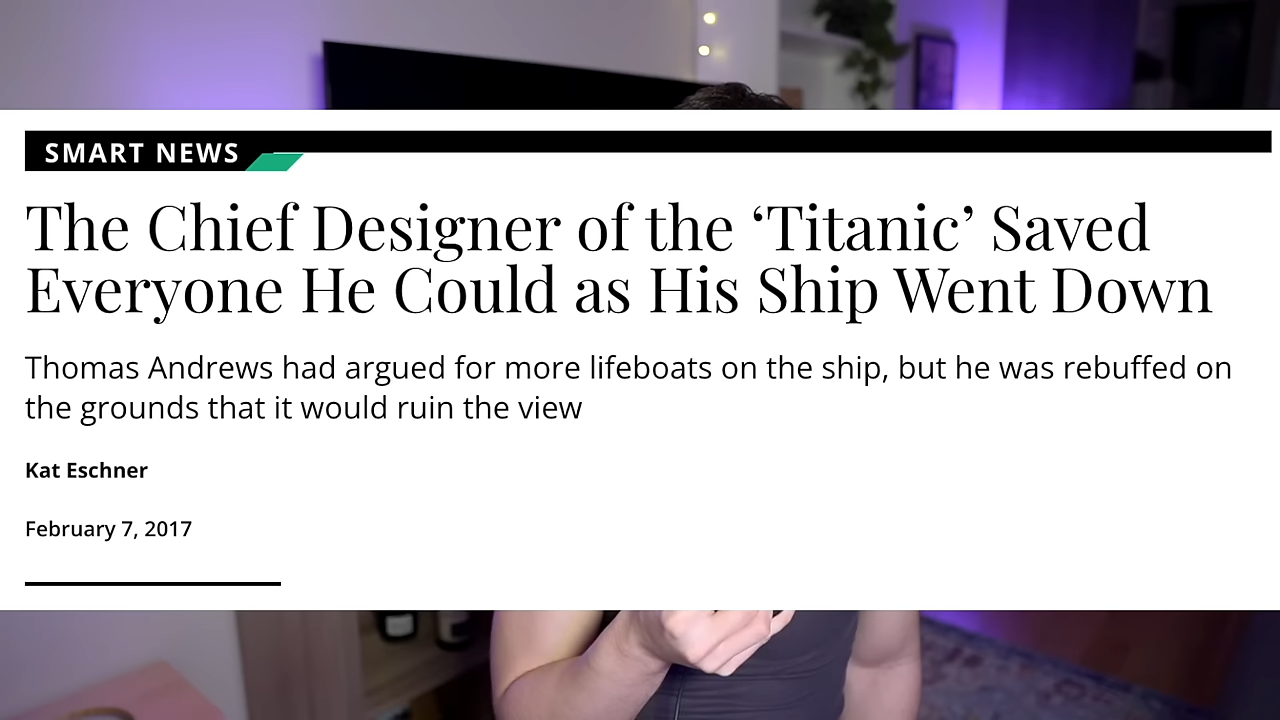 SMART NEWS
The Chief Designer of the ‘Titanic’ Saved
Everyone He Could as His Ship Went Down
Thomas Andrews had argued for more lifeboats on the ship, but he was rebuffed on
the grounds that it would ruin the view
Kat Eschner
February 7, 2017